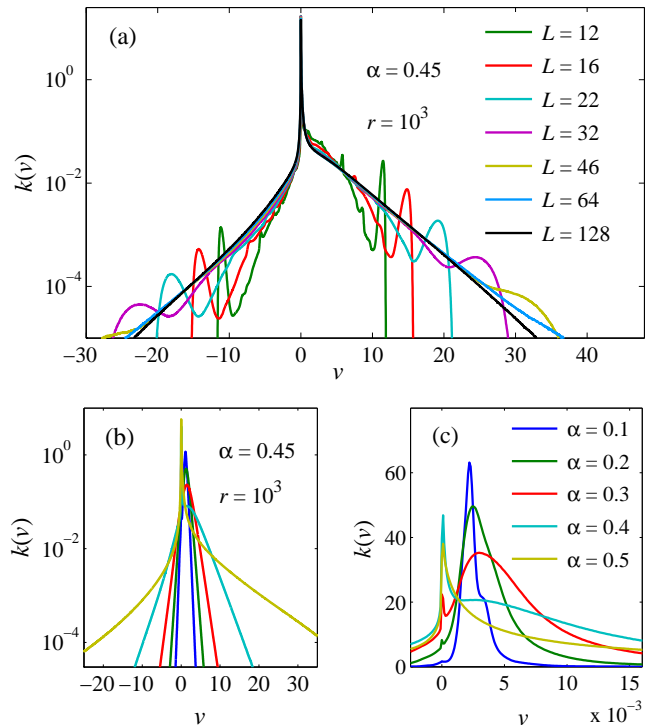 (a)
α = 0.45
r = 10³
L = 12
L = 16
L = 22
L = 32
L = 46
L = 64
L = 128
k(v)
10⁰
10⁻²
10⁻⁴
−30 −20 −10 0 10 20 30 40
v
(b)
α = 0.45
r = 10³
k(v)
10⁰
10⁻²
10⁻⁴
−20 −10 0 10 20 30
v
(c)
α = 0.1
α = 0.2
α = 0.3
α = 0.4
α = 0.5
k(v)
60
40
20
0
0 5 10 15
v
x 10⁻³